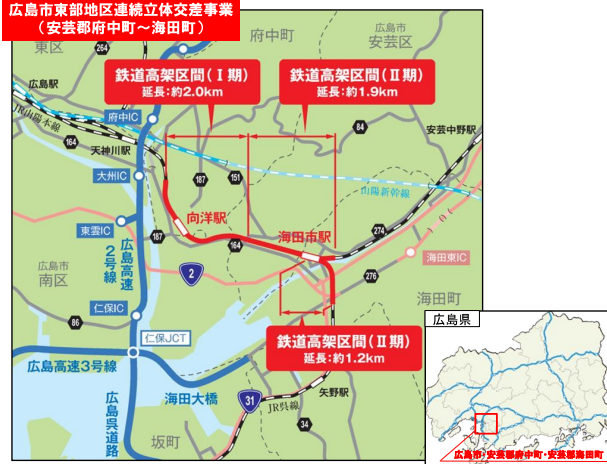 広島市東部地区連続立体交差事業
（安芸郡府中町～海田町）
府中町
広島市
安芸区
東区
264
鉄道高架区間（Ⅰ期）
延長：約2.0km
鉄道高架区間（Ⅱ期）
延長：約1.9km
広島駅
JR山陽本線
府中IC
84
安芸中野駅
164
天神川駅
大州IC
187
151
山陽新幹線
向洋駅
東雲IC
187
164
海田市駅
274
広島高速
2号線
海田東IC
広島市
南区
2
276
海田町
仁保IC
86
仁保JCT
鉄道高架区間（Ⅱ期）
延長：約1.2km
広島高速3号線
海田大橋
広島呉道路
31
JR呉線
矢野駅
34
坂町
広島県
広島市・安芸郡府中町・安芸郡海田町